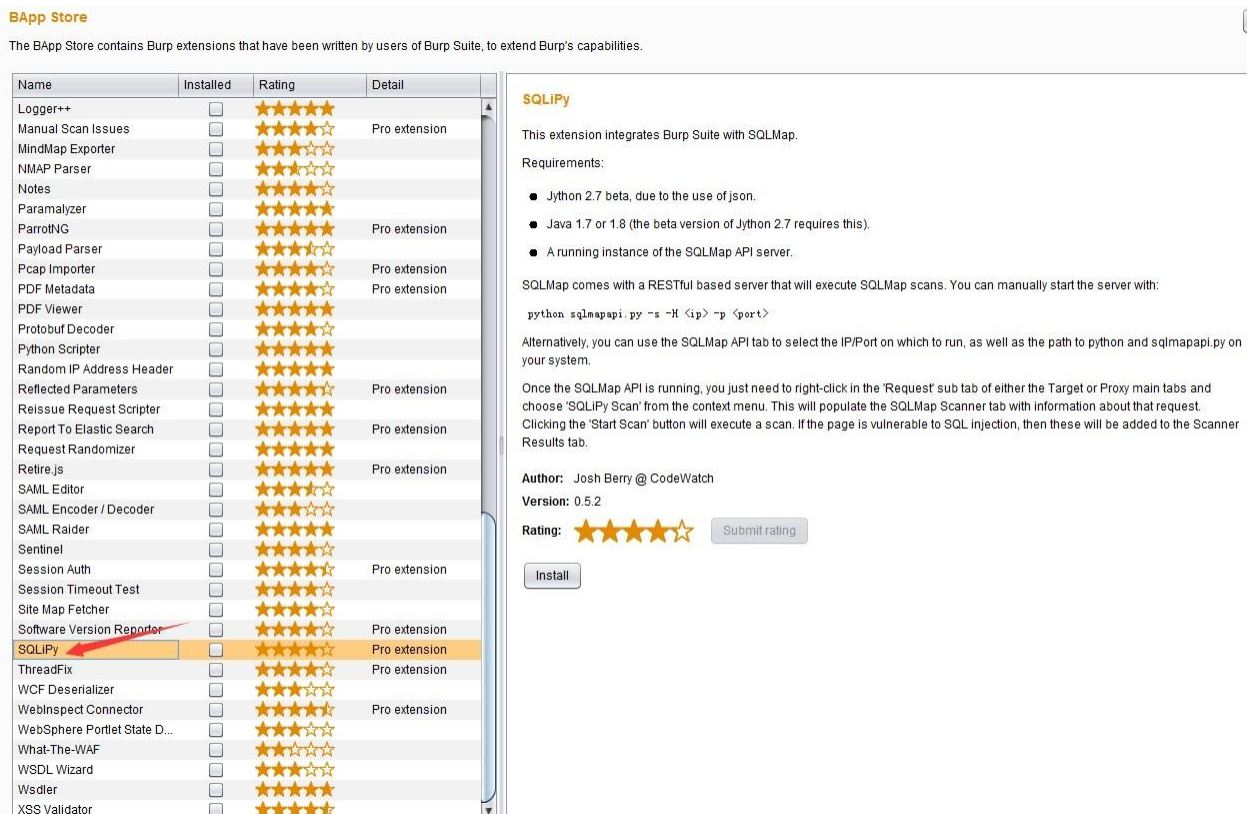 BApp Store
The BApp Store contains Burp extensions that have been written by users of Burp Suite, to extend Burp's capabilities.
Name Installed Rating Detail
Logger++
Manual Scan Issues Pro extension
MindMap Exporter
NMAP Parser
Notes
Paramalyzer
ParrotNG Pro extension
Payload Parser
Pcap Importer Pro extension
PDF Metadata Pro extension
PDF Viewer
Protobuf Decoder
Python Scripter
Random IP Address Header
Reflected Parameters Pro extension
Reissue Request Scripter
Report To Elastic Search Pro extension
Request Randomizer
Retire.js Pro extension
SAML Editor
SAML Encoder / Decoder
SAML Raider
Sentinel
Session Auth Pro extension
Session Timeout Test
Site Map Fetcher
Software Version Reporter Pro extension
SQLiPy Pro extension
ThreadFix Pro extension
WCF Deserializer
WebInspect Connector Pro extension
WebSphere Portlet State D...
What-The-WAF
WSDL Wizard
Wsdler
XSS Validator
SQLiPy
This extension integrates Burp Suite with SQLMap.
Requirements:
Jython 2.7 beta, due to the use of json.
Java 1.7 or 1.8 (the beta version of Jython 2.7 requires this).
A running instance of the SQLMap API server.
SQLMap comes with a RESTful based server that will execute SQLMap scans. You can manually start the server with:
python sqlmapapi.py -s -H <ip> -p <port>
Alternatively, you can use the SQLMap API tab to select the IP/Port on which to run, as well as the path to python and sqlmapapi.py on
your system.
Once the SQLMap API is running, you just need to right-click in the 'Request' sub tab of either the Target or Proxy main tabs and
choose 'SQLiPy Scan' from the context menu. This will populate the SQLMap Scanner tab with information about that request.
Clicking the 'Start Scan' button will execute a scan. If the page is vulnerable to SQL injection, then these will be added to the Scanner
Results tab.
Author: Josh Berry @ CodeWatch
Version: 0.5.2
Rating: Submit rating
Install